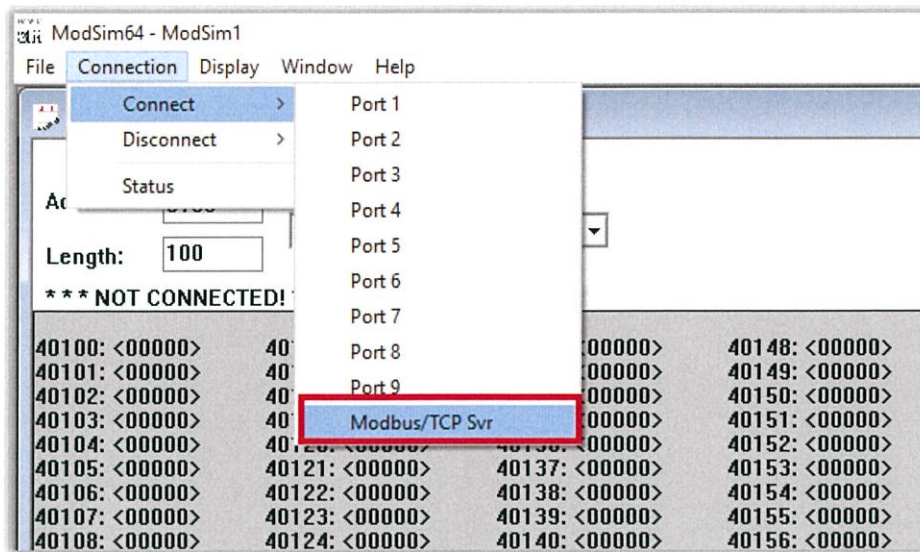 ModSim64 - ModSim1
File Connection Display Window Help
Connect > Port 1
Disconnect > Port 2
Port 3
Status
Port 4
Port 5
Length: 100
Port 6
* * * NOT CONNECTED!
Port 7
Port 8
Port 9
Modbus/TCP Svr
40100: <00000> 40148: <00000>
40101: <00000> 40149: <00000>
40102: <00000> 40150: <00000>
40103: <00000> 40151: <00000>
40104: <00000> 40152: <00000>
40105: <00000> 40121: <00000> 40137: <00000> 40153: <00000>
40106: <00000> 40122: <00000> 40138: <00000> 40154: <00000>
40107: <00000> 40123: <00000> 40139: <00000> 40155: <00000>
40108: <00000> 40124: <00000> 40140: <00000> 40156: <00000>